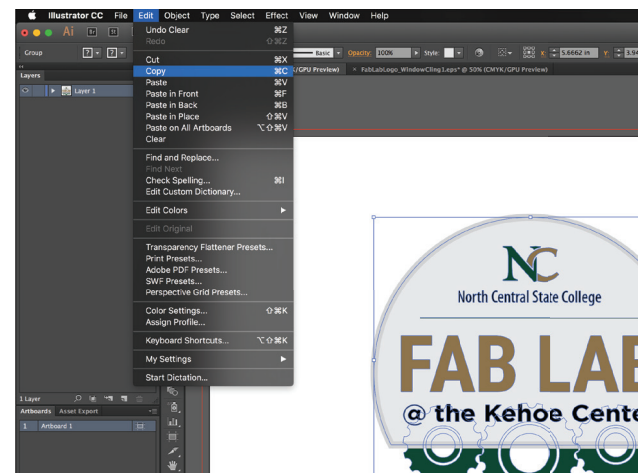 Illustrator CC File Edit Object Type Select Effect View Window Help
Ai Br St
Group ? ? Basic Opacity: 100% Style: X: 5.6662 in Y: 3.94
/GPU Preview) × FabLabLogo_WindowCling1.eps* @ 50% (CMYK/GPU Preview)
Layers
Layer 1
Undo Clear ⌘Z
Redo ⇧⌘Z
Cut ⌘X
Copy ⌘C
Paste ⌘V
Paste in Front ⌘F
Paste in Back ⌘B
Paste in Place ⇧⌘V
Paste on All Artboards ⌥⇧⌘V
Clear
Find and Replace...
Find Next
Check Spelling... ⌘I
Edit Custom Dictionary...
Edit Colors
Edit Original
Transparency Flattener Presets...
Print Presets...
Adobe PDF Presets...
SWF Presets...
Perspective Grid Presets...
Color Settings... ⇧⌘K
Assign Profile...
Keyboard Shortcuts... ⌥⇧⌘K
My Settings
Start Dictation...
1 Layer
Artboards Asset Export
1 Artboard 1
NC
North Central State College
FAB LAB
@ the Kehoe Cente